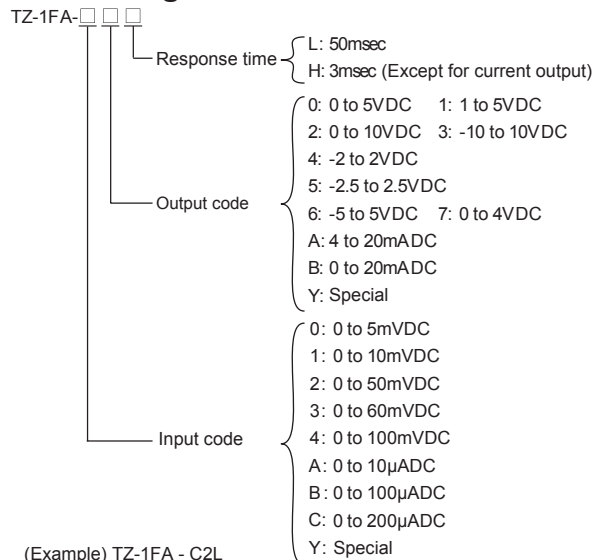 TZ-1FA-□ □ □
Response time
L: 50msec
H: 3msec (Except for current output)
Output code
0: 0 to 5VDC 1: 1 to 5VDC
2: 0 to 10VDC 3: -10 to 10VDC
4: -2 to 2VDC
5: -2.5 to 2.5VDC
6: -5 to 5VDC 7: 0 to 4VDC
A: 4 to 20mADC
B: 0 to 20mADC
Y: Special
Input code
0: 0 to 5mVDC
1: 0 to 10mVDC
2: 0 to 50mVDC
3: 0 to 60mVDC
4: 0 to 100mVDC
A: 0 to 10µADC
B: 0 to 100µADC
C: 0 to 200µADC
Y: Special
(Example) TZ-1FA - C2L